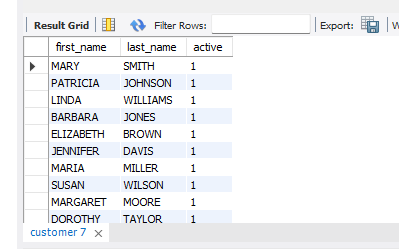 Result Grid Filter Rows: Export:
first_name last_name active
MARY SMITH 1
PATRICIA JOHNSON 1
LINDA WILLIAMS 1
BARBARA JONES 1
ELIZABETH BROWN 1
JENNIFER DAVIS 1
MARIA MILLER 1
SUSAN WILSON 1
MARGARET MOORE 1
DOROTHY TAYLOR 1
customer 7